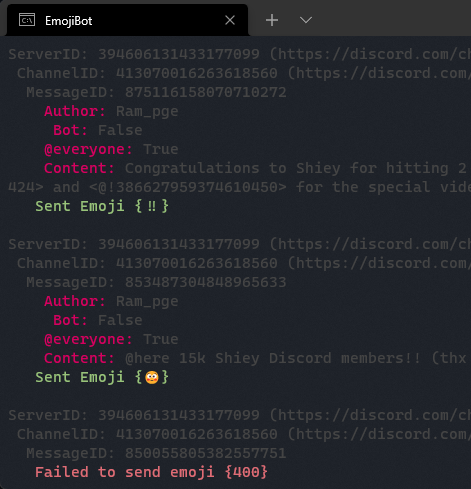 EmojiBot
ServerID: 394606131433177099 (https://discord.com/ch
ChannelID: 413070016263618560 (https://discord.com/
MessageID: 875116158070710272
Author: Ram_pge
Bot: False
@everyone: True
Content: Congratulations to Shiey for hitting 2
424> and <@!386627959374610450> for the special vide
Sent Emoji {‼}
ServerID: 394606131433177099 (https://discord.com/ch
ChannelID: 413070016263618560 (https://discord.com/
MessageID: 853487304848965633
Author: Ram_pge
Bot: False
@everyone: True
Content: @here 15k Shiey Discord members!! (thx
Sent Emoji {😊}
ServerID: 394606131433177099 (https://discord.com/ch
ChannelID: 413070016263618560 (https://discord.com/
MessageID: 850055805382557751
Failed to send emoji {400}